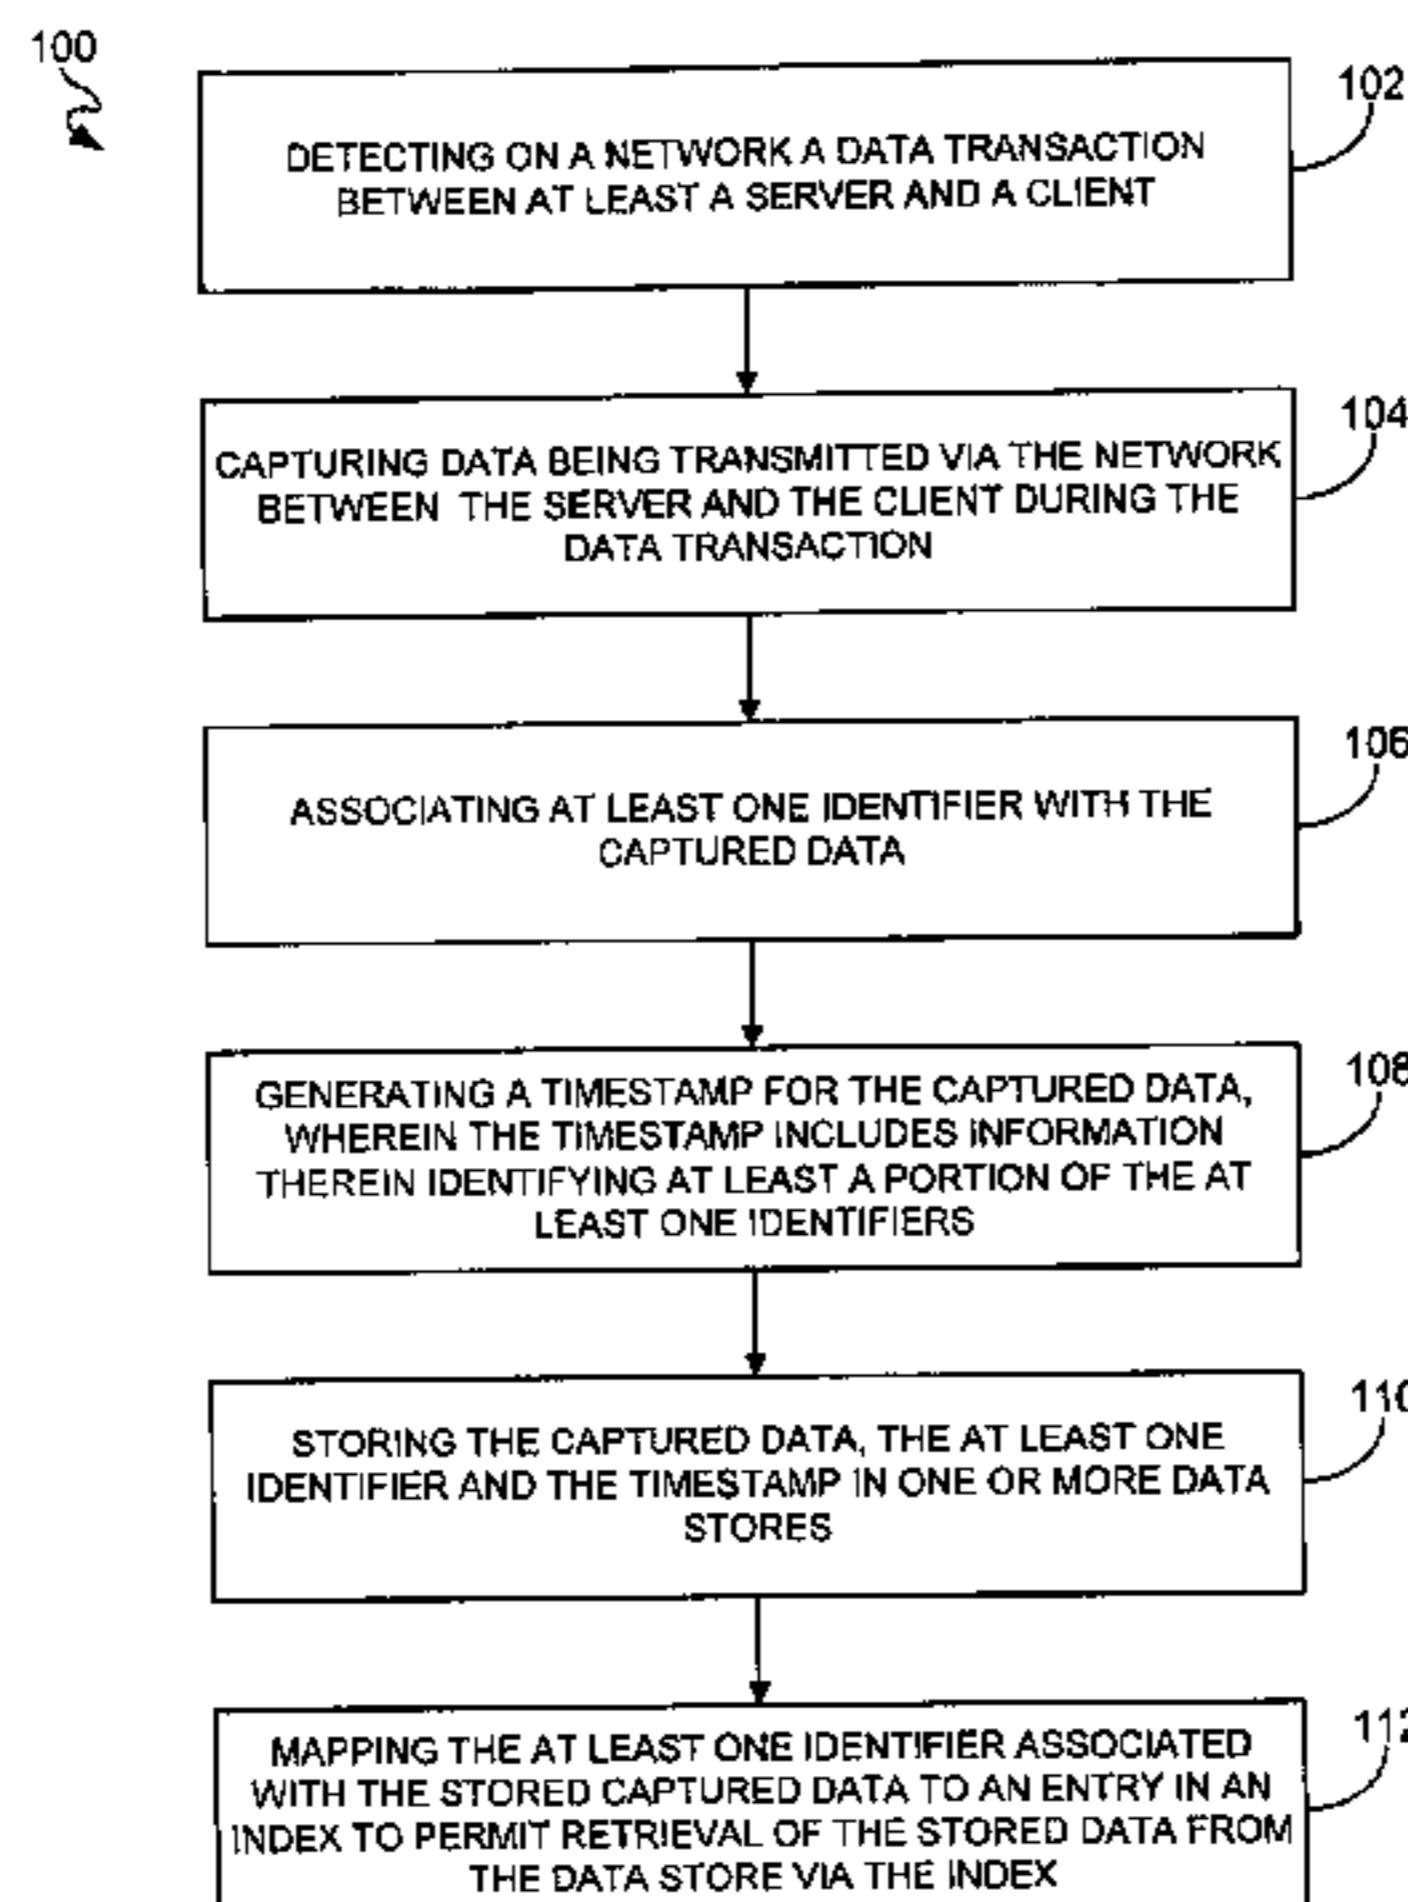 100
102
DETECTING ON A NETWORK A DATA TRANSACTION
BETWEEN AT LEAST A SERVER AND A CLIENT
104
CAPTURING DATA BEING TRANSMITTED VIA THE NETWORK
BETWEEN THE SERVER AND THE CLIENT DURING THE
DATA TRANSACTION
106
ASSOCIATING AT LEAST ONE IDENTIFIER WITH THE
CAPTURED DATA
108
GENERATING A TIMESTAMP FOR THE CAPTURED DATA,
WHEREIN THE TIMESTAMP INCLUDES INFORMATION
THEREIN IDENTIFYING AT LEAST A PORTION OF THE AT
LEAST ONE IDENTIFIERS
110
STORING THE CAPTURED DATA, THE AT LEAST ONE
IDENTIFIER AND THE TIMESTAMP IN ONE OR MORE DATA
STORES
112
MAPPING THE AT LEAST ONE IDENTIFIER ASSOCIATED
WITH THE STORED CAPTURED DATA TO AN ENTRY IN AN
INDEX TO PERMIT RETRIEVAL OF THE STORED DATA FROM
THE DATA STORE VIA THE INDEX